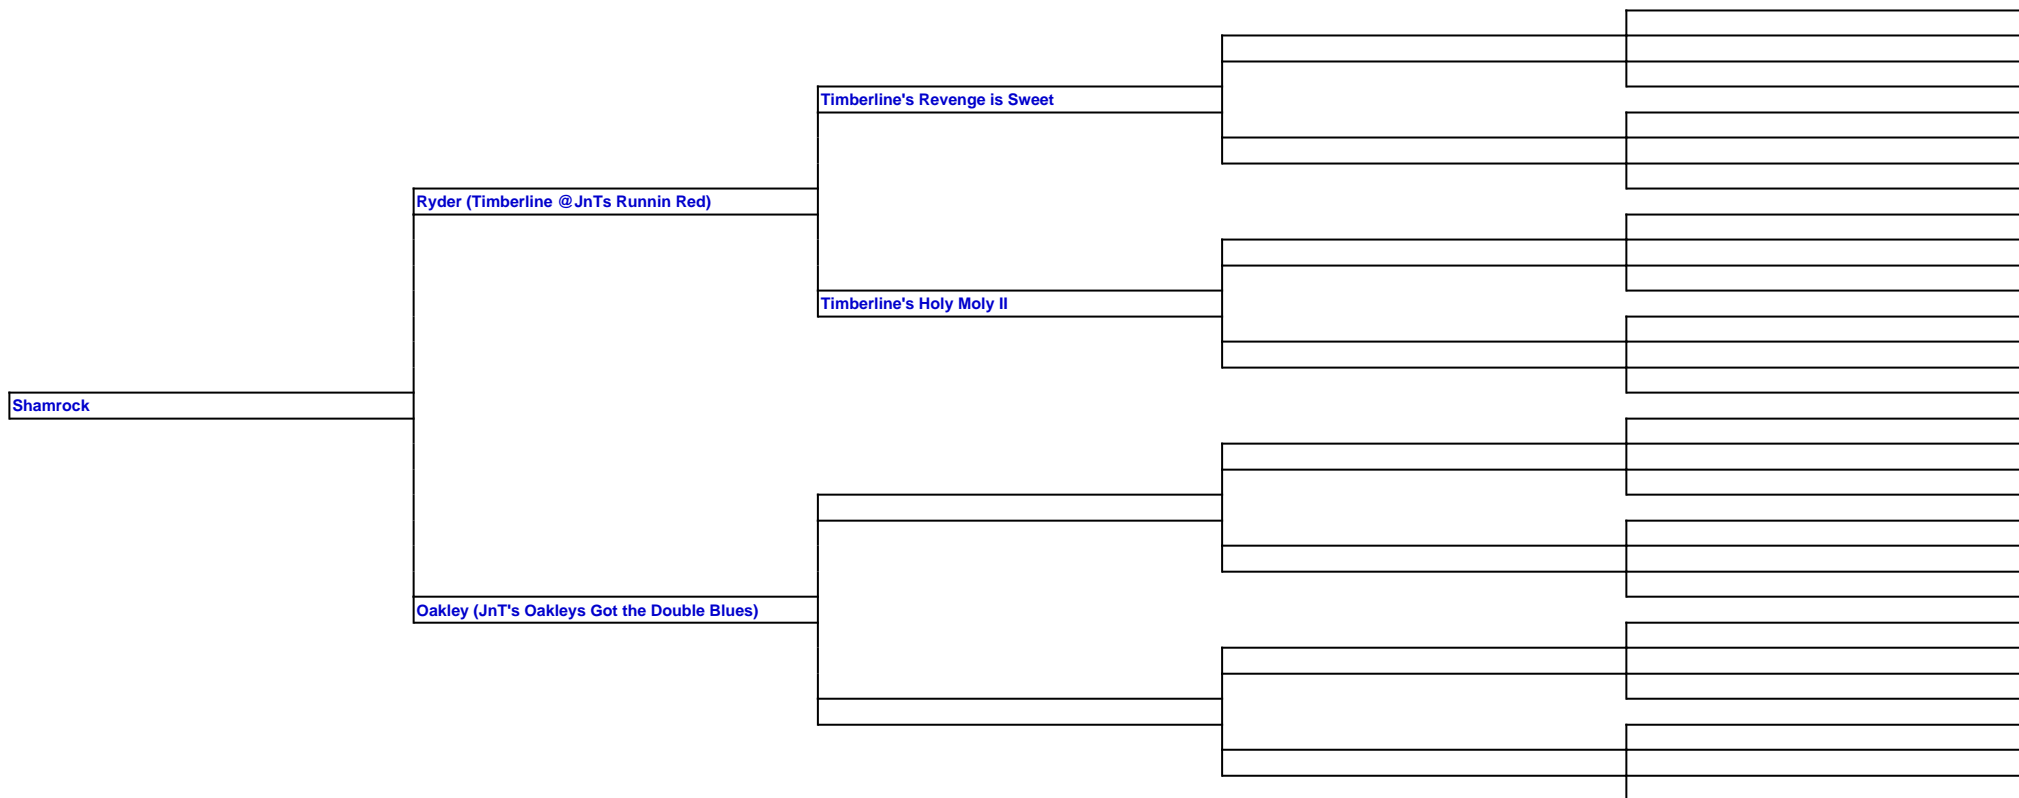 Timberline's Revenge is Sweet
Ryder (Timberline @JnTs Runnin Red)
Timberline's Holy Moly II
Shamrock
Oakley (JnT's Oakleys Got the Double Blues)